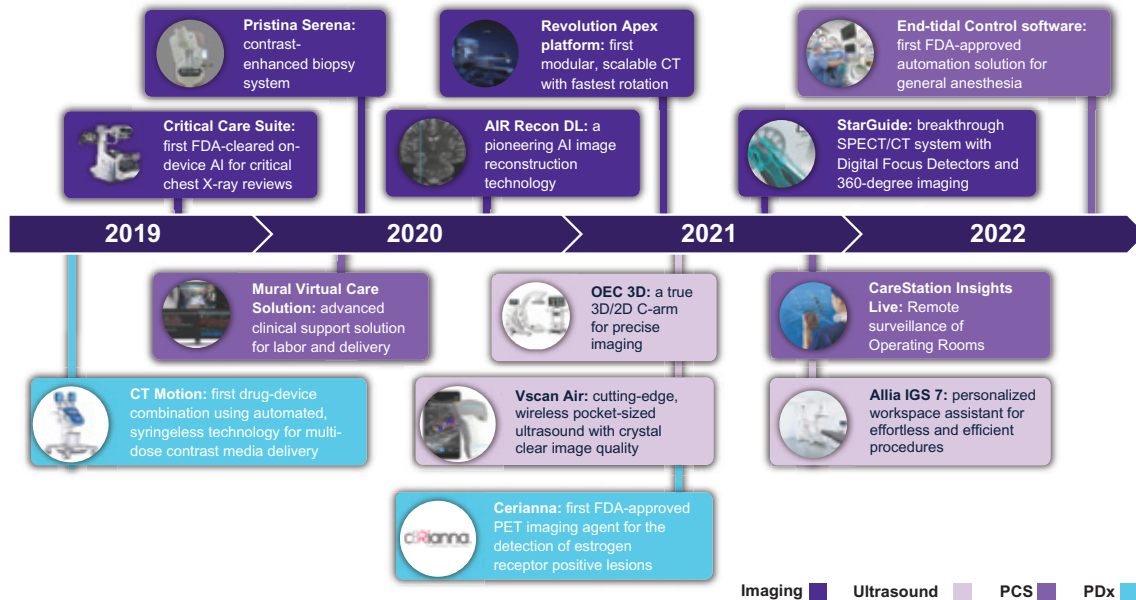 Pristina Serena:
contrast-
enhanced biopsy
system
Revolution Apex
platform: first
modular, scalable CT
with fastest rotation
End-tidal Control software:
first FDA-approved
automation solution for
general anesthesia
Critical Care Suite:
first FDA-cleared on-
device AI for critical
chest X-ray reviews
AIR Recon DL: a
pioneering AI image
reconstruction
technology
StarGuide: breakthrough
SPECT/CT system with
Digital Focus Detectors and
360-degree imaging
2019
2020
2021
2022
Mural Virtual Care
Solution: advanced
clinical support solution
for labor and delivery
OEC 3D: a true
3D/2D C-arm
for precise
imaging
CareStation Insights
Live: Remote
surveillance of
Operating Rooms
CT Motion: first drug-device
combination using automated,
syringeless technology for multi-
dose contrast media delivery
Vscan Air: cutting-edge,
wireless pocket-sized
ultrasound with crystal
clear image quality
Allia IGS 7: personalized
workspace assistant for
effortless and efficient
procedures
cerianna
Cerianna: first FDA-approved
PET imaging agent for the
detection of estrogen
receptor positive lesions
Imaging
Ultrasound
PCS
PDx